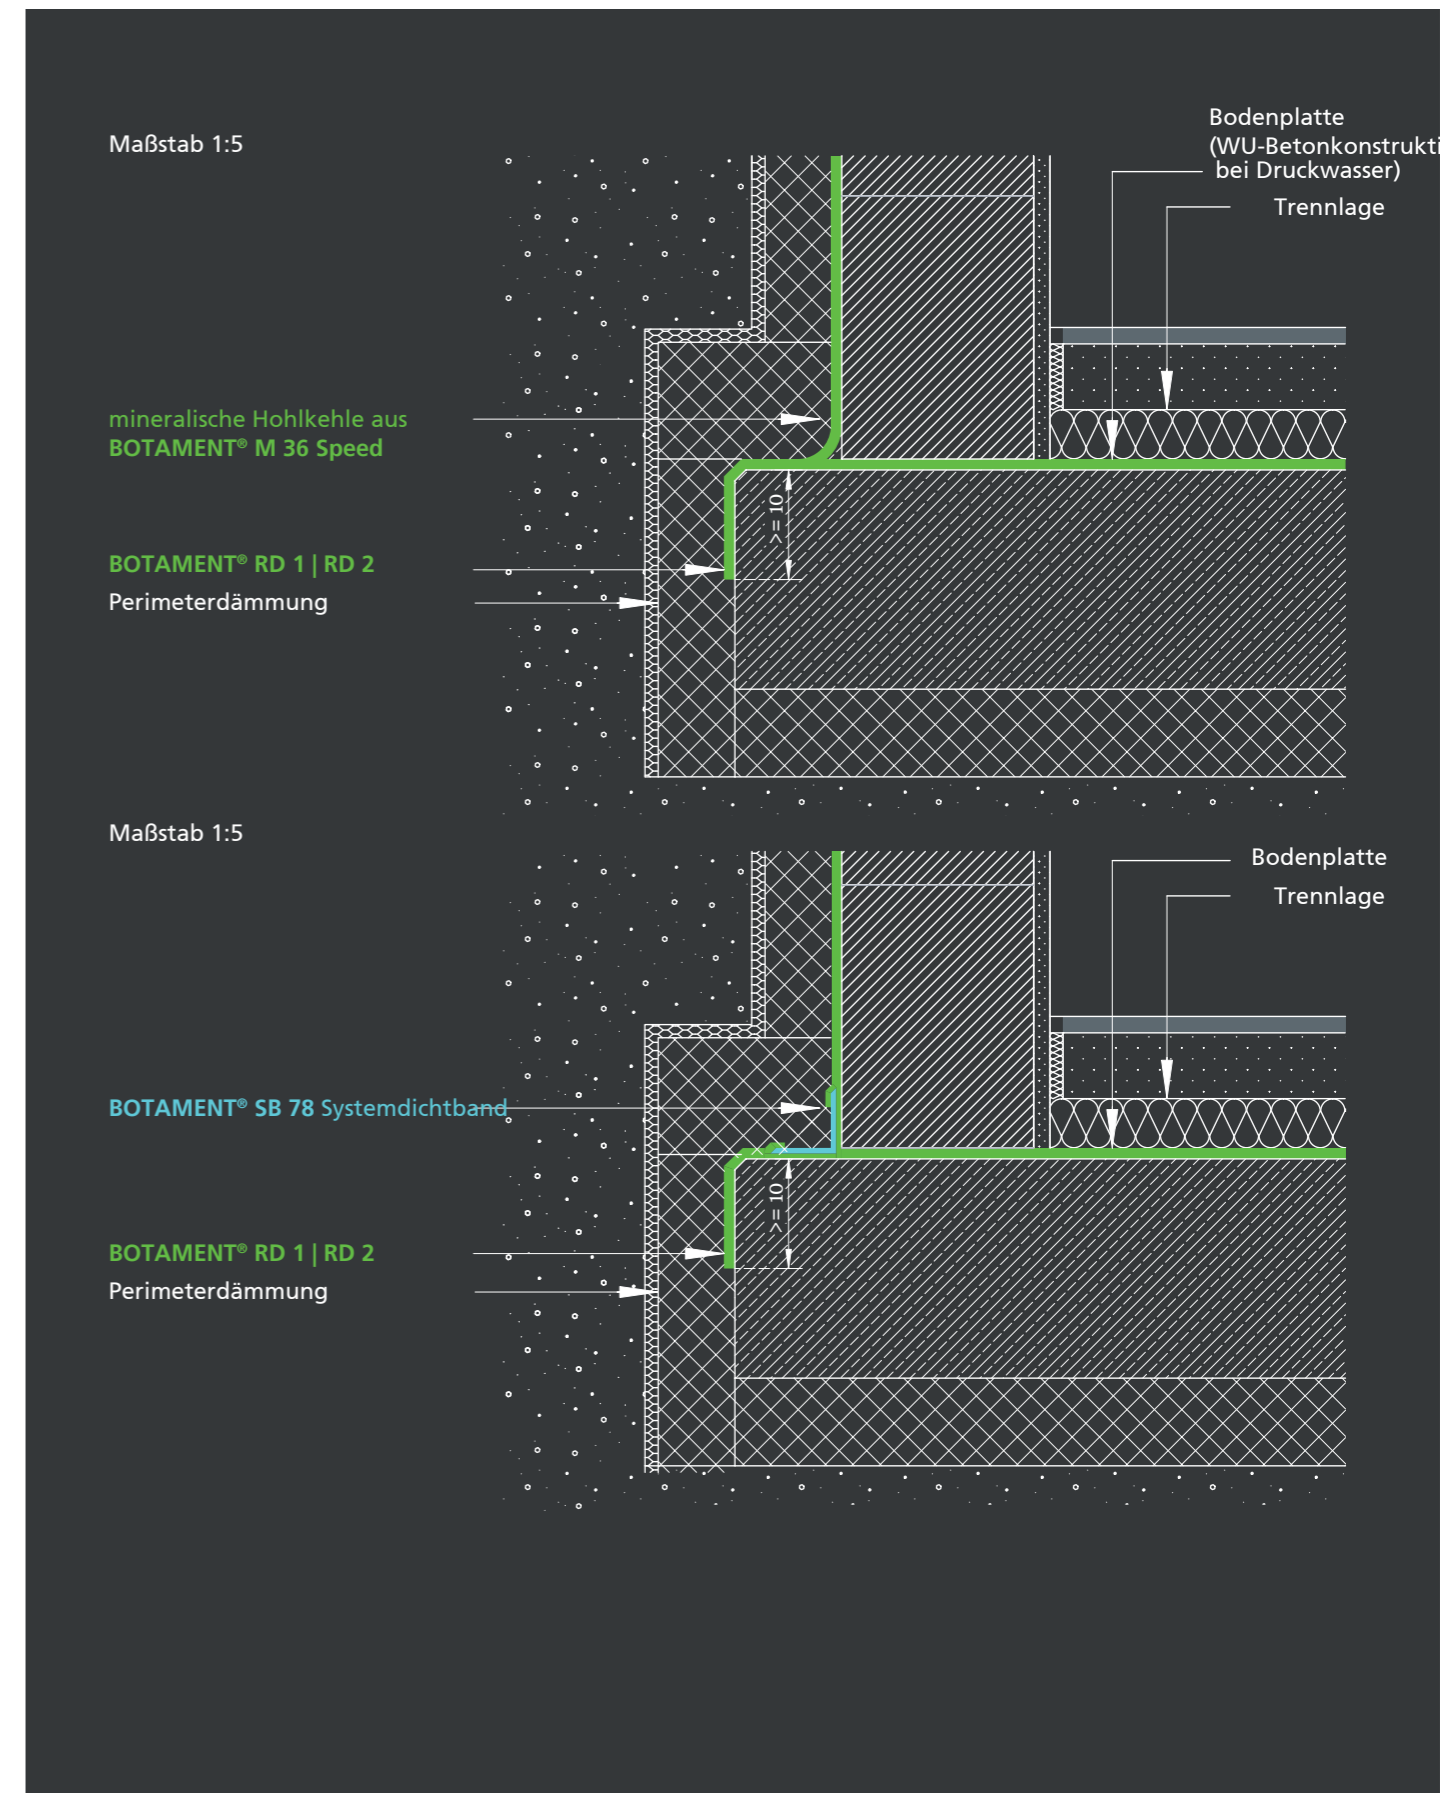 Maßstab 1:5
Bodenplatte
(WU-Betonkonstrukti
bei Druckwasser)
Trennlage
mineralische Hohlkehle aus
BOTAMENT® M 36 Speed
>= 10
BOTAMENT® RD 1 | RD 2
Perimeterdämmung
Maßstab 1:5
Bodenplatte
Trennlage
BOTAMENT® SB 78 Systemdichtband
>= 10
BOTAMENT® RD 1 | RD 2
Perimeterdämmung